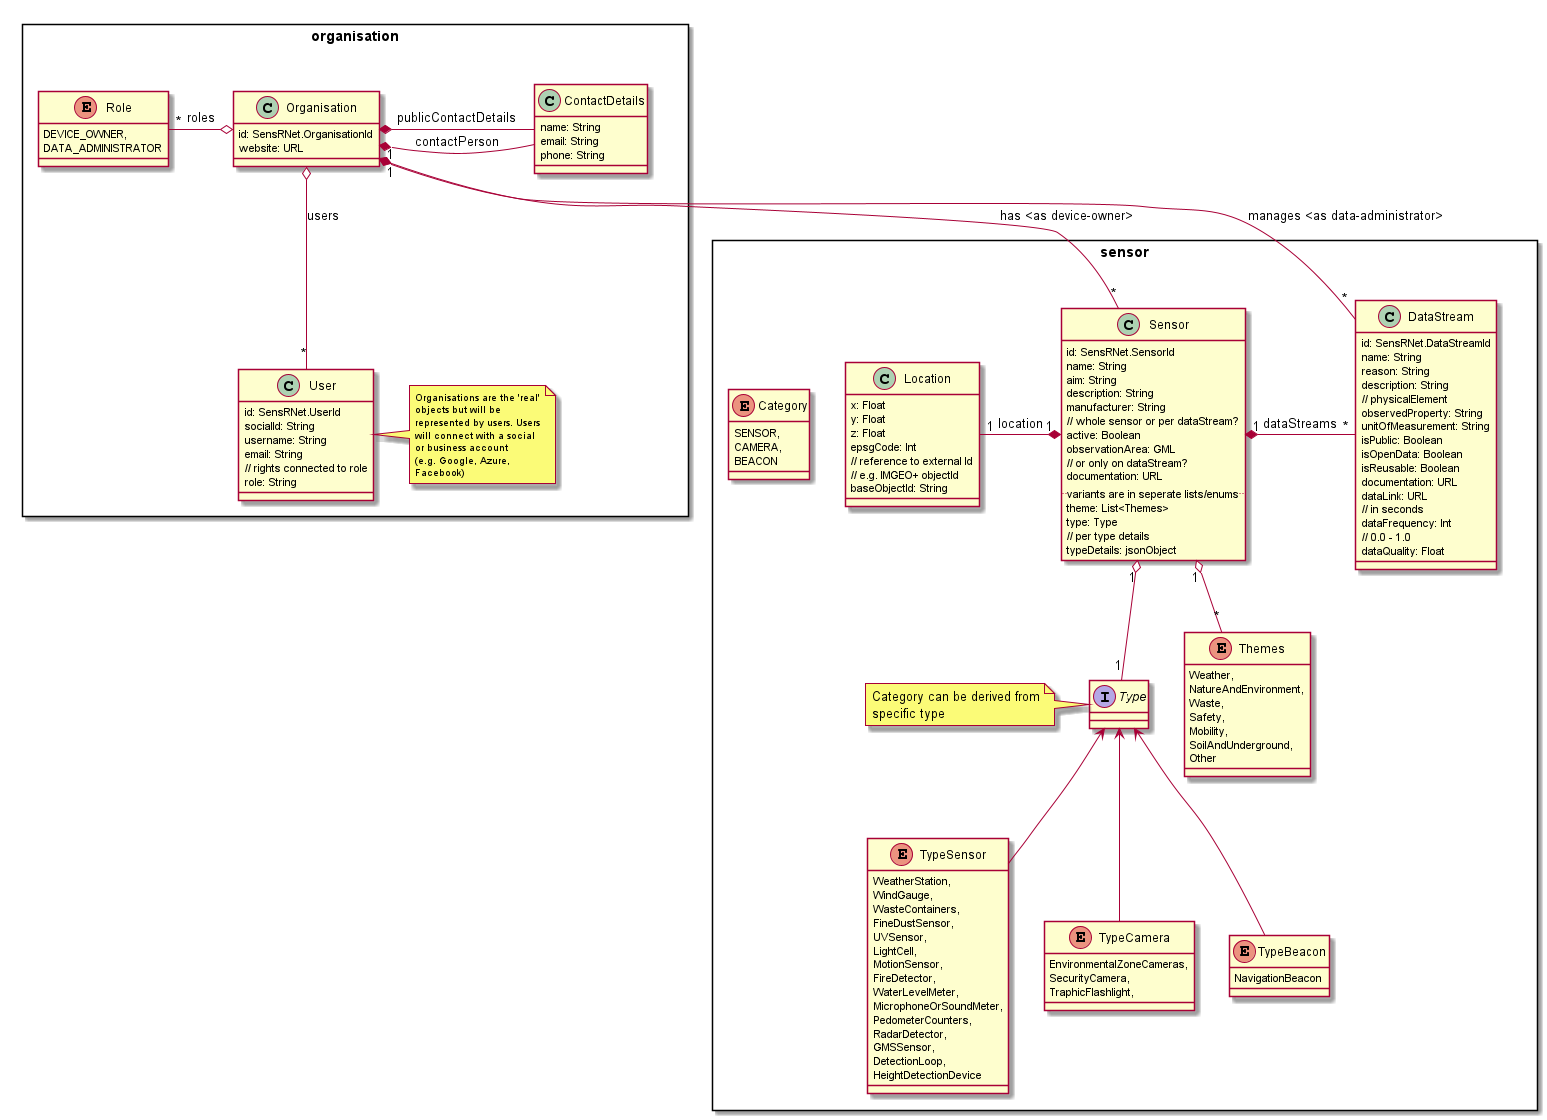 organisation
E Role
DEVICE_OWNER,
DATA_ADMINISTRATOR
* roles
C Organisation
id: SensRNet.OrganisationId
website: URL
publicContactDetails
contactPerson
1
1
C ContactDetails
name: String
email: String
phone: String
users
*
has <as device-owner>
*
manages <as data-administrator>
*
C User
id: SensRNet.UserId
socialId: String
username: String
email: String
// rights connected to role
role: String
Organisations are the 'real'
objects but will be
represented by users. Users
will connect with a social
or business account
(e.g. Google, Azure,
Facebook)
sensor
E Category
SENSOR,
CAMERA,
BEACON
C Location
x: Float
y: Float
z: Float
epsgCode: Int
// reference to external Id
// e.g. IMGEO+ objectId
baseObjectId: String
1 location 1
C Sensor
id: SensRNet.SensorId
name: String
aim: String
description: String
manufacturer: String
// whole sensor or per dataStream?
active: Boolean
observationArea: GML
// or only on dataStream?
documentation: URL
variants are in seperate lists/enums
theme: List<Themes>
type: Type
// per type details
typeDetails: jsonObject
1 dataStreams *
C DataStream
id: SensRNet.DataStreamId
name: String
reason: String
description: String
// physicalElement
observedProperty: String
unitOfMeasurement: String
isPublic: Boolean
isOpenData: Boolean
isReusable: Boolean
documentation: URL
dataLink: URL
// in seconds
dataFrequency: Int
// 0.0 - 1.0
dataQuality: Float
1
1
1
*
Category can be derived from
specific type
I Type
E Themes
Weather,
NatureAndEnvironment,
Waste,
Safety,
Mobility,
SoilAndUnderground,
Other
E TypeSensor
WeatherStation,
WindGauge,
WasteContainers,
FineDustSensor,
UVSensor,
LightCell,
MotionSensor,
FireDetector,
WaterLevelMeter,
MicrophoneOrSoundMeter,
PedometerCounters,
RadarDetector,
GMSSensor,
DetectionLoop,
HeightDetectionDevice
E TypeCamera
EnvironmentalZoneCameras,
SecurityCamera,
TraphicFlashlight,
E TypeBeacon
NavigationBeacon